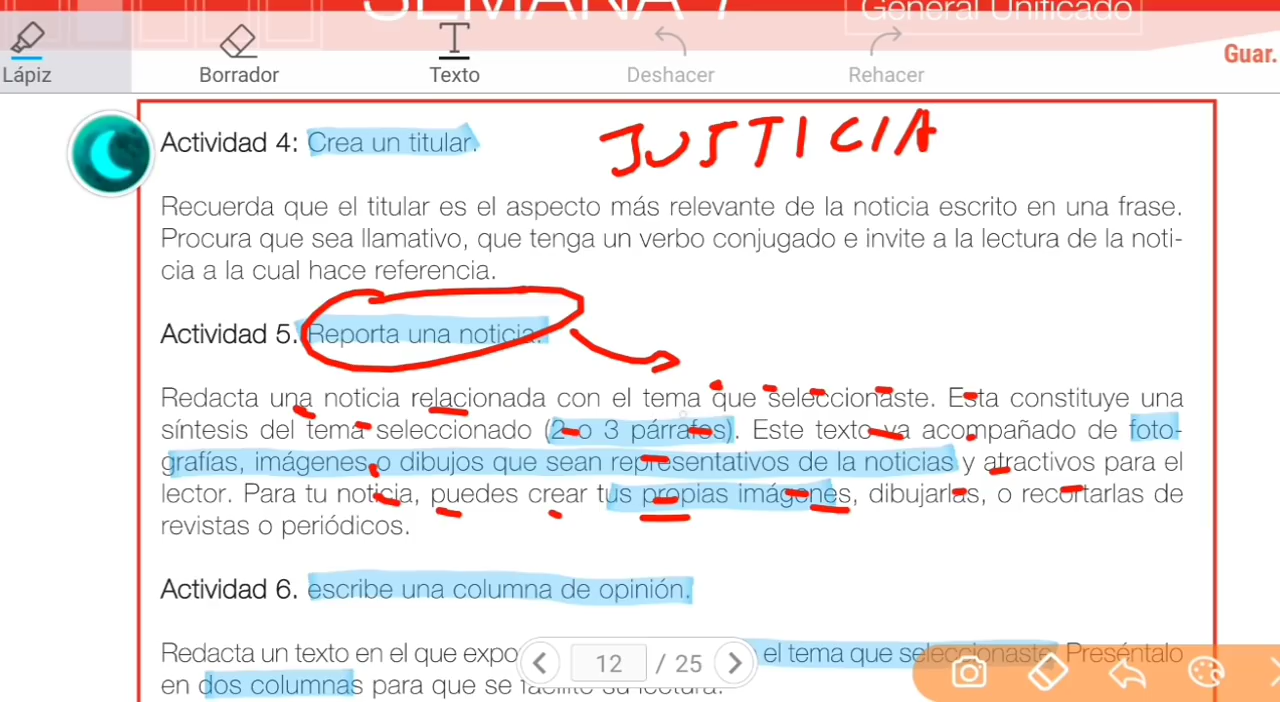 SEMANA 7
General Unificado
Lápiz
Borrador
Texto
Deshacer
Rehacer
Guar.
Actividad 4: Crea un titular.
JUSTICIA
Recuerda que el titular es el aspecto más relevante de la noticia escrito en una frase.
Procura que sea llamativo, que tenga un verbo conjugado e invite a la lectura de la noti-
cia a la cual hace referencia.
Actividad 5. Reporta una noticia.
Redacta una noticia relacionada con el tema que seleccionaste. Esta constituye una
síntesis del tema seleccionado (2 o 3 párrafos). Este texto va acompañado de foto-
grafías, imágenes o dibujos que sean representativos de la noticias y atractivos para el
lector. Para tu noticia, puedes crear tus propias imágenes, dibujarlas, o recortarlas de
revistas o periódicos.
Actividad 6. escribe una columna de opinión.
Redacta un texto en el que expo el tema que seleccionaste. Preséntalo
12 / 25
en dos columnas para que se facilite su lectura.